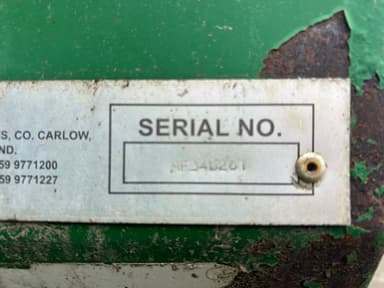 S, CO. CARLOW,
ND.
59 9771200
59 9771227
SERIAL NO.